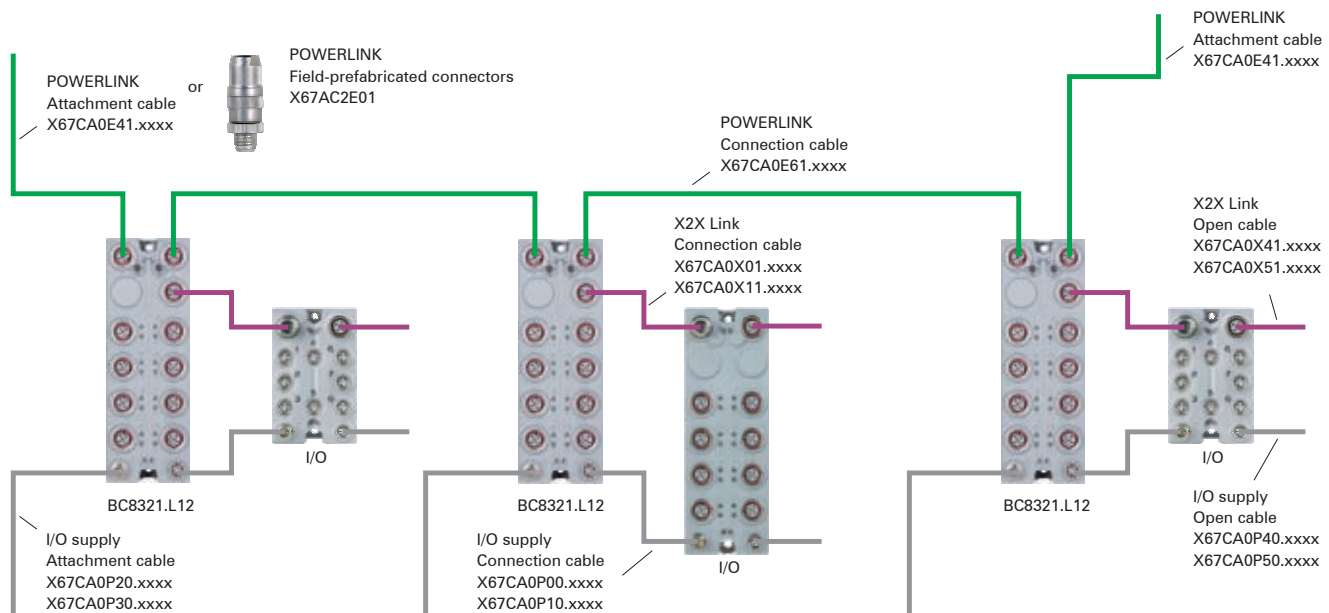 POWERLINK
Attachment cable
X67CA0E41.xxxx
or
POWERLINK
Field-prefabricated connectors
X67AC2E01
POWERLINK
Connection cable
X67CA0E61.xxxx
POWERLINK
Attachment cable
X67CA0E41.xxxx
X2X Link
Connection cable
X67CA0X01.xxxx
X67CA0X11.xxxx
X2X Link
Open cable
X67CA0X41.xxxx
X67CA0X51.xxxx
I/O
BC8321.L12
I/O supply
Attachment cable
X67CA0P20.xxxx
X67CA0P30.xxxx
BC8321.L12
I/O supply
Connection cable
X67CA0P00.xxxx
X67CA0P10.xxxx
I/O
BC8321.L12
I/O
I/O supply
Open cable
X67CA0P40.xxxx
X67CA0P50.xxxx